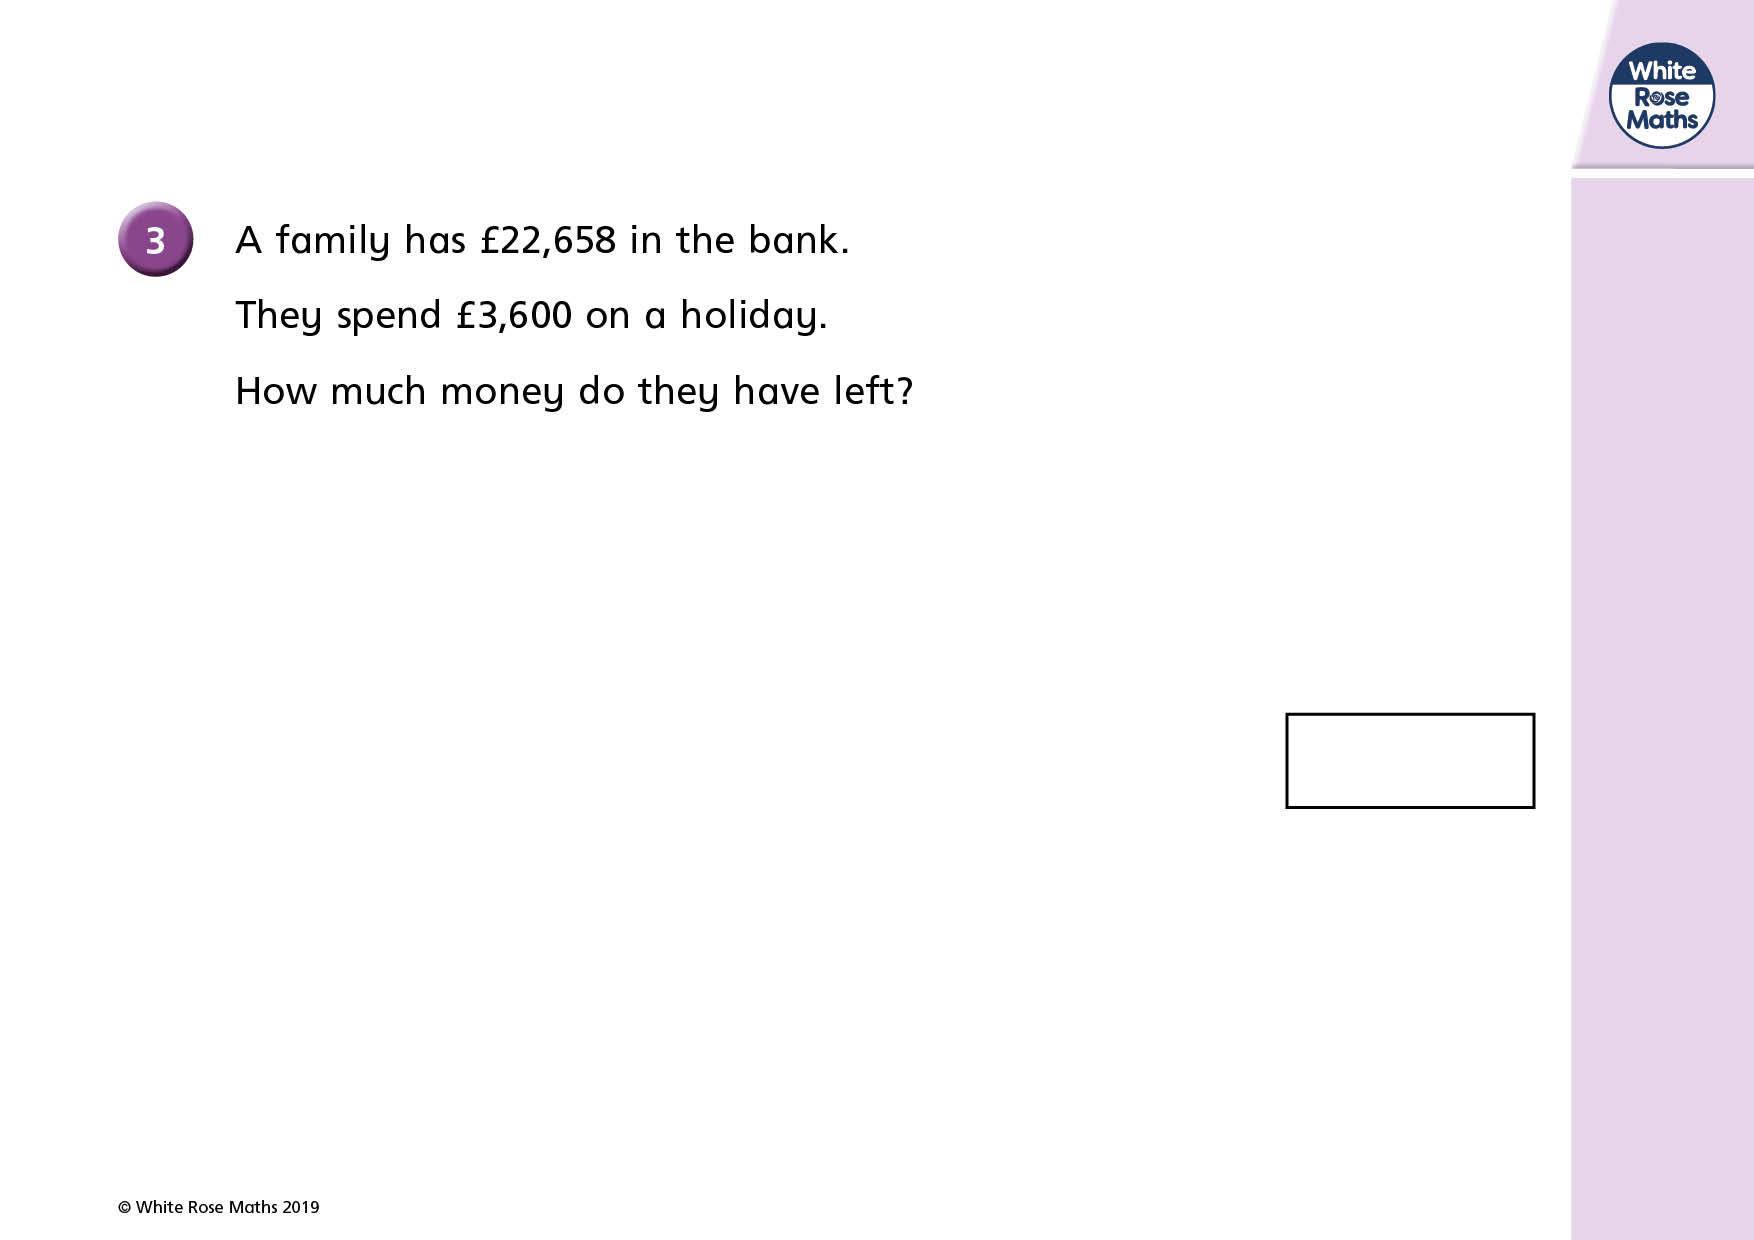 White
Rose
Maths
3
A family has £22,658 in the bank.
They spend £3,600 on a holiday.
How much money do they have left?
© White Rose Maths 2019